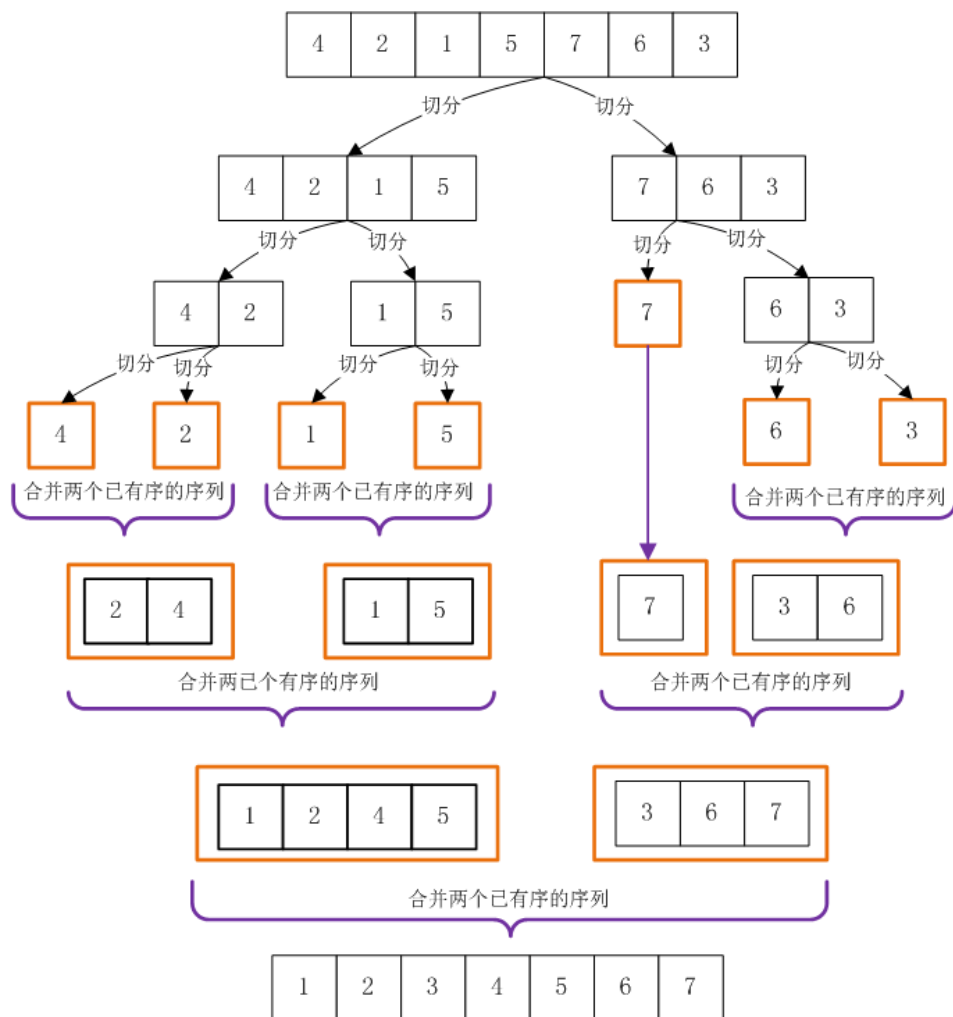 4 2 1 5 7 6 3
切分 切分
4 2 1 5 7 6 3
切分 切分 切分 切分
4 2 1 5 7 6 3
切分 切分 切分 切分 切分 切分
4 2 1 5 6 3
合并两个已有序的序列 合并两个已有序的序列 合并两个已有序的序列
2 4 1 5 7 3 6
合并两已个有序的序列 合并两个已有序的序列
1 2 4 5 3 6 7
合并两个已有序的序列
1 2 3 4 5 6 7